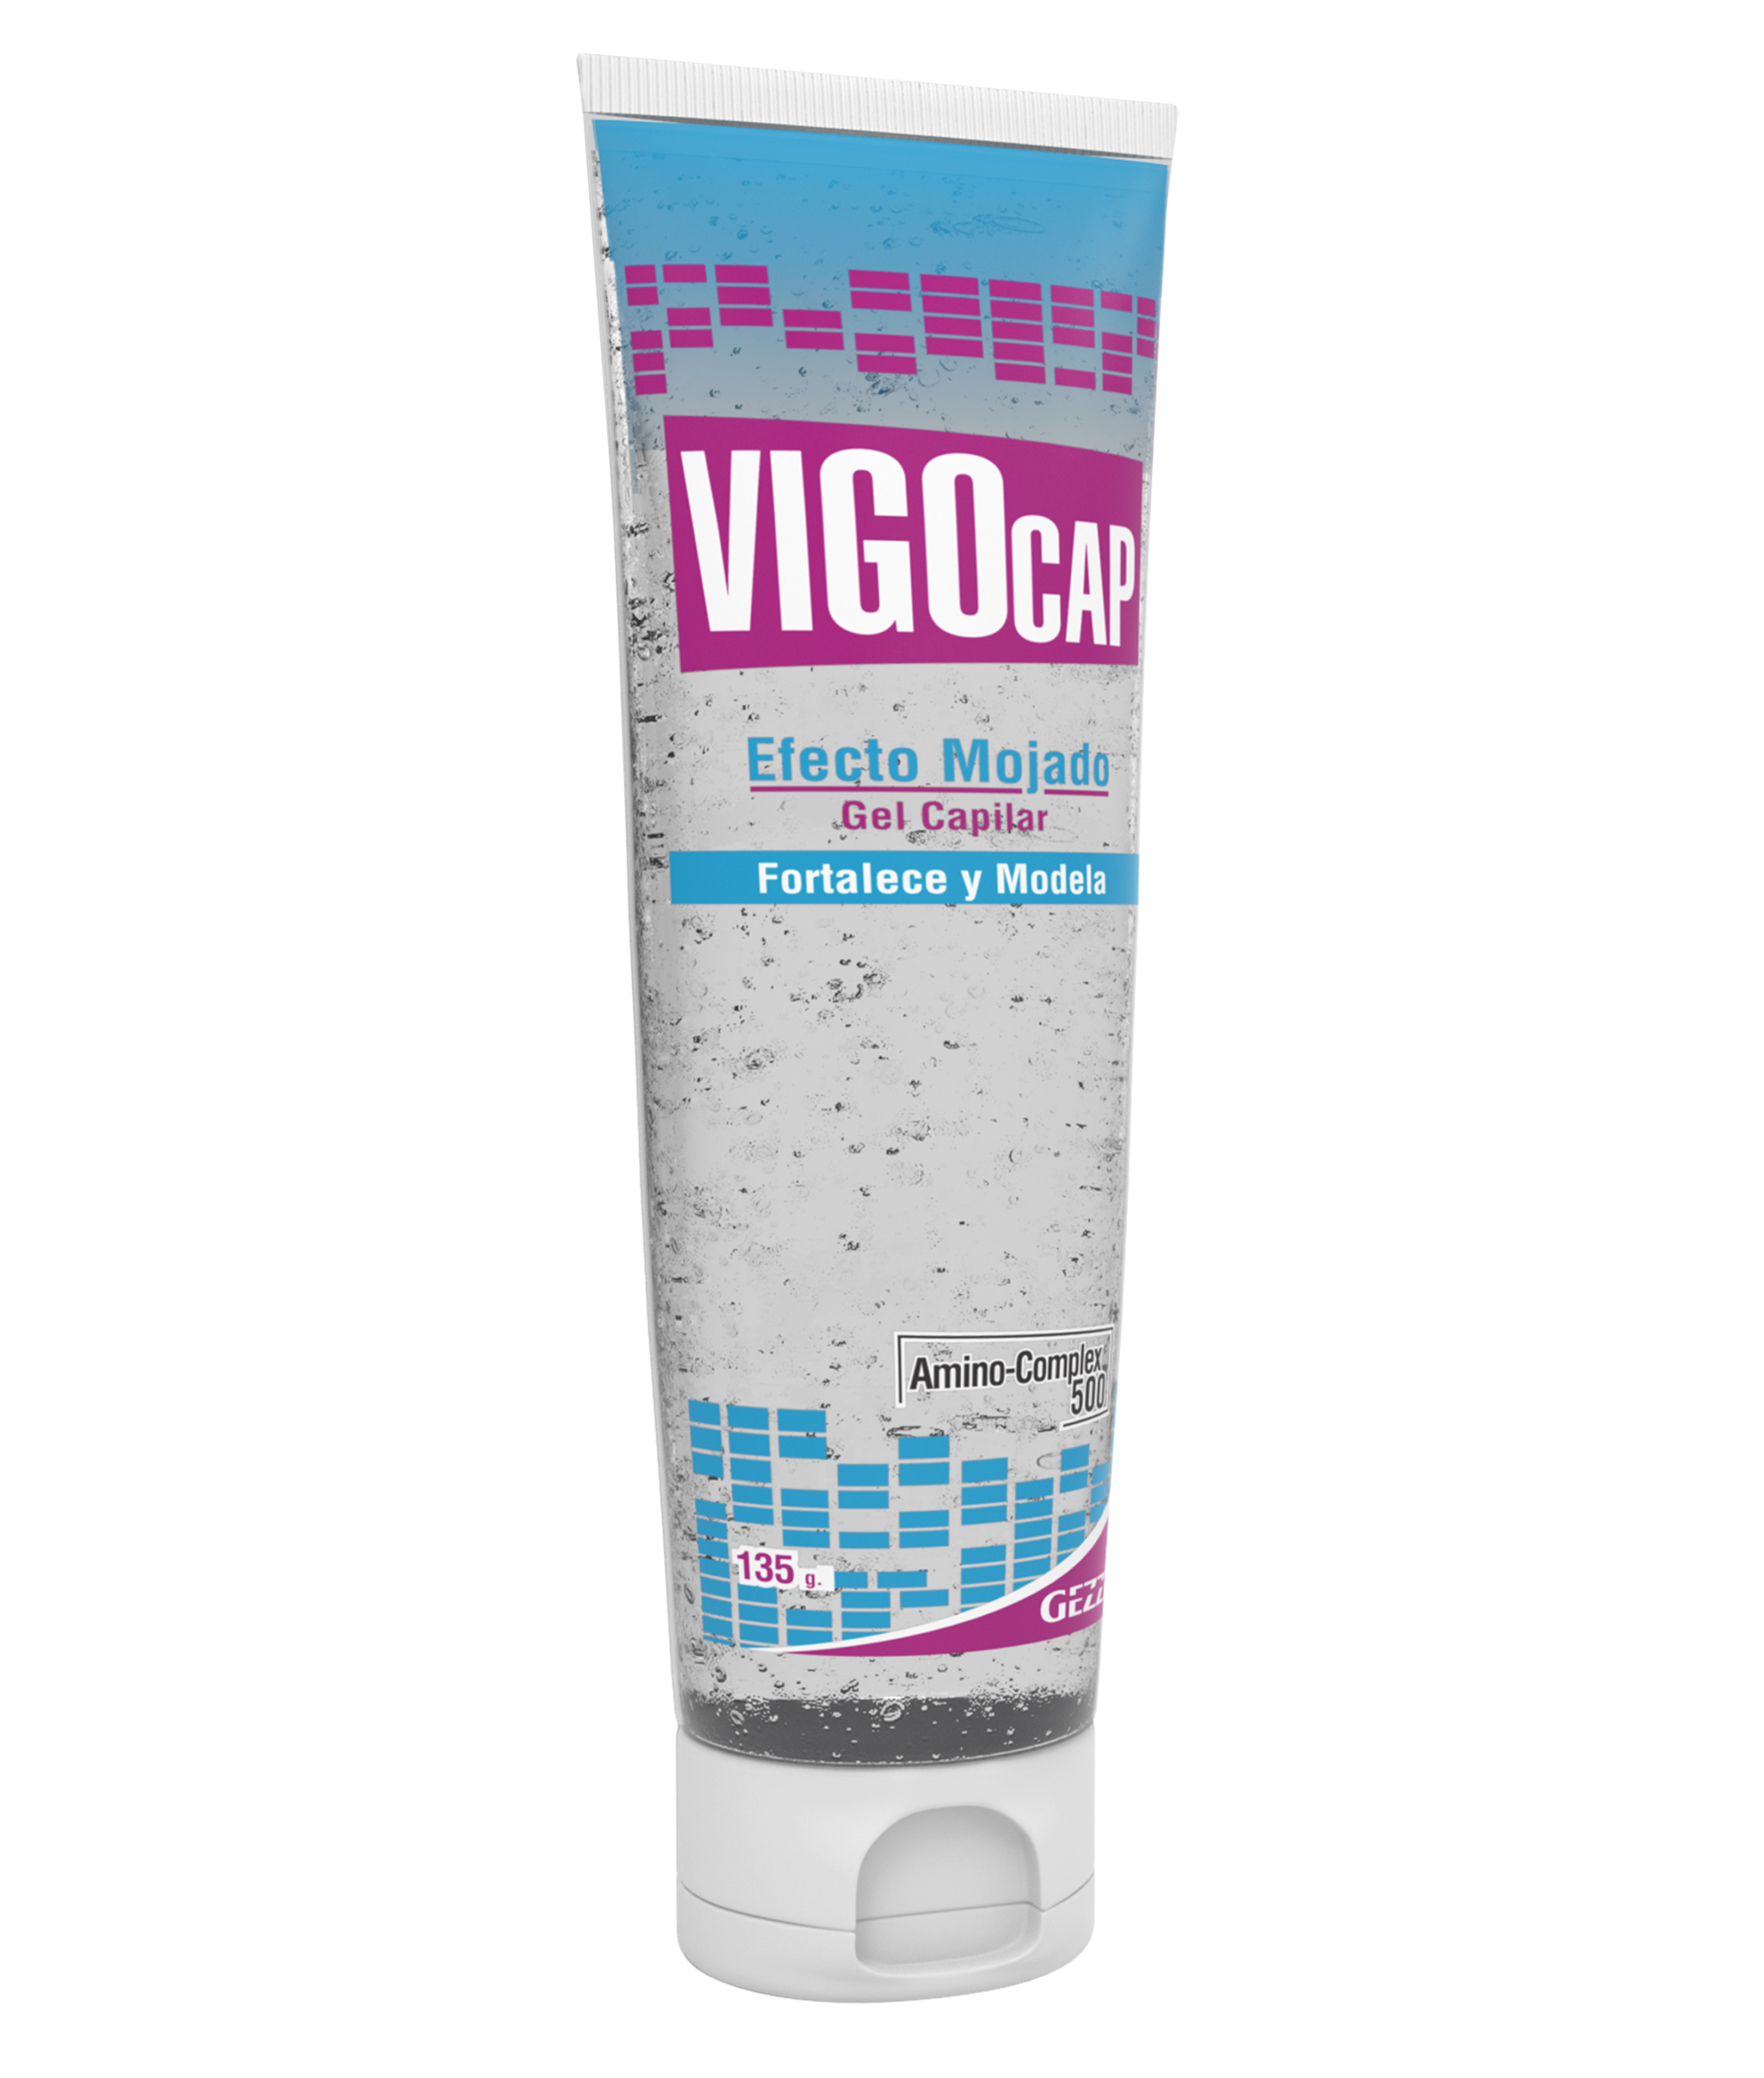 VIGOCAP
Efecto Mojado
Gel Capilar
Fortalece y Modela
Amino-Complex
500
135 g.